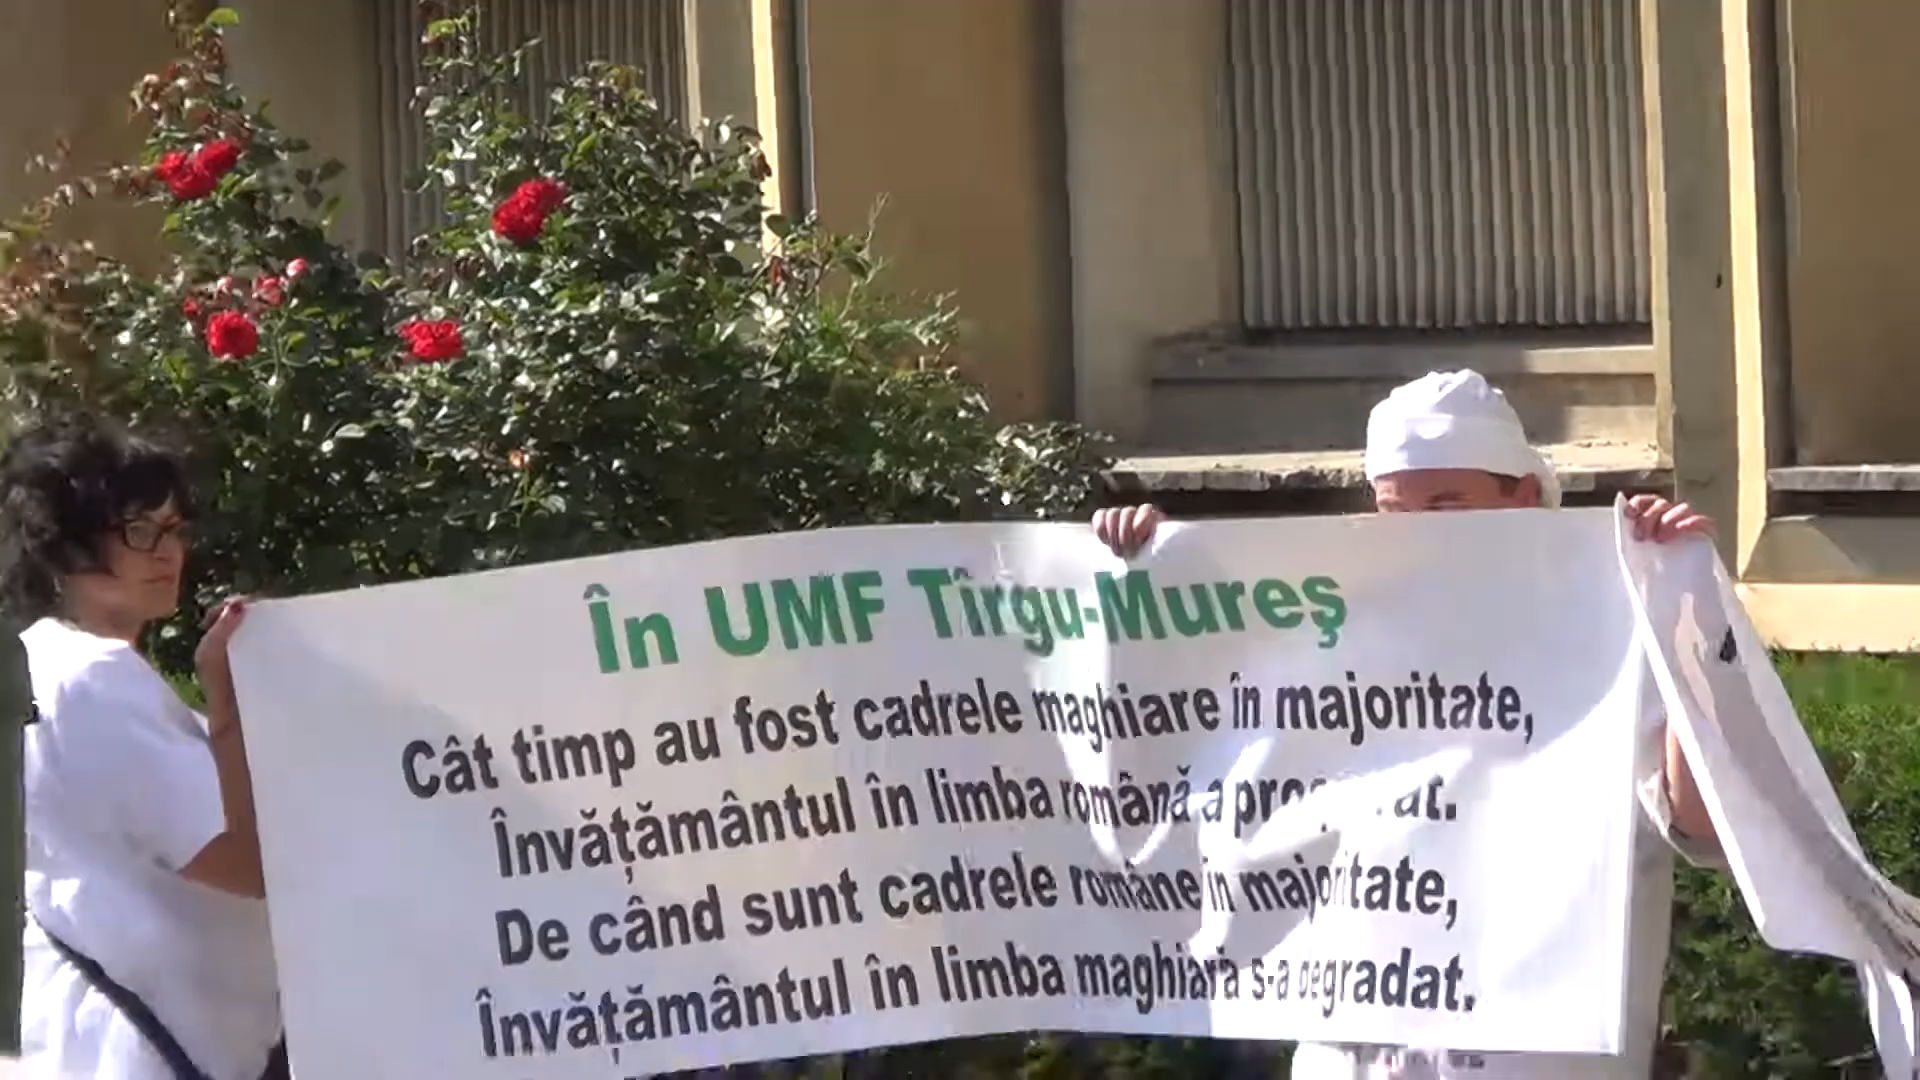 În UMF Tîrgu-Mureş
Cât timp au fost cadrele maghiare în majoritate,
Învățământul în limba română a
De când sunt cadrele române în majoritate,
Învățământul în limba maghiară s-a degradat.